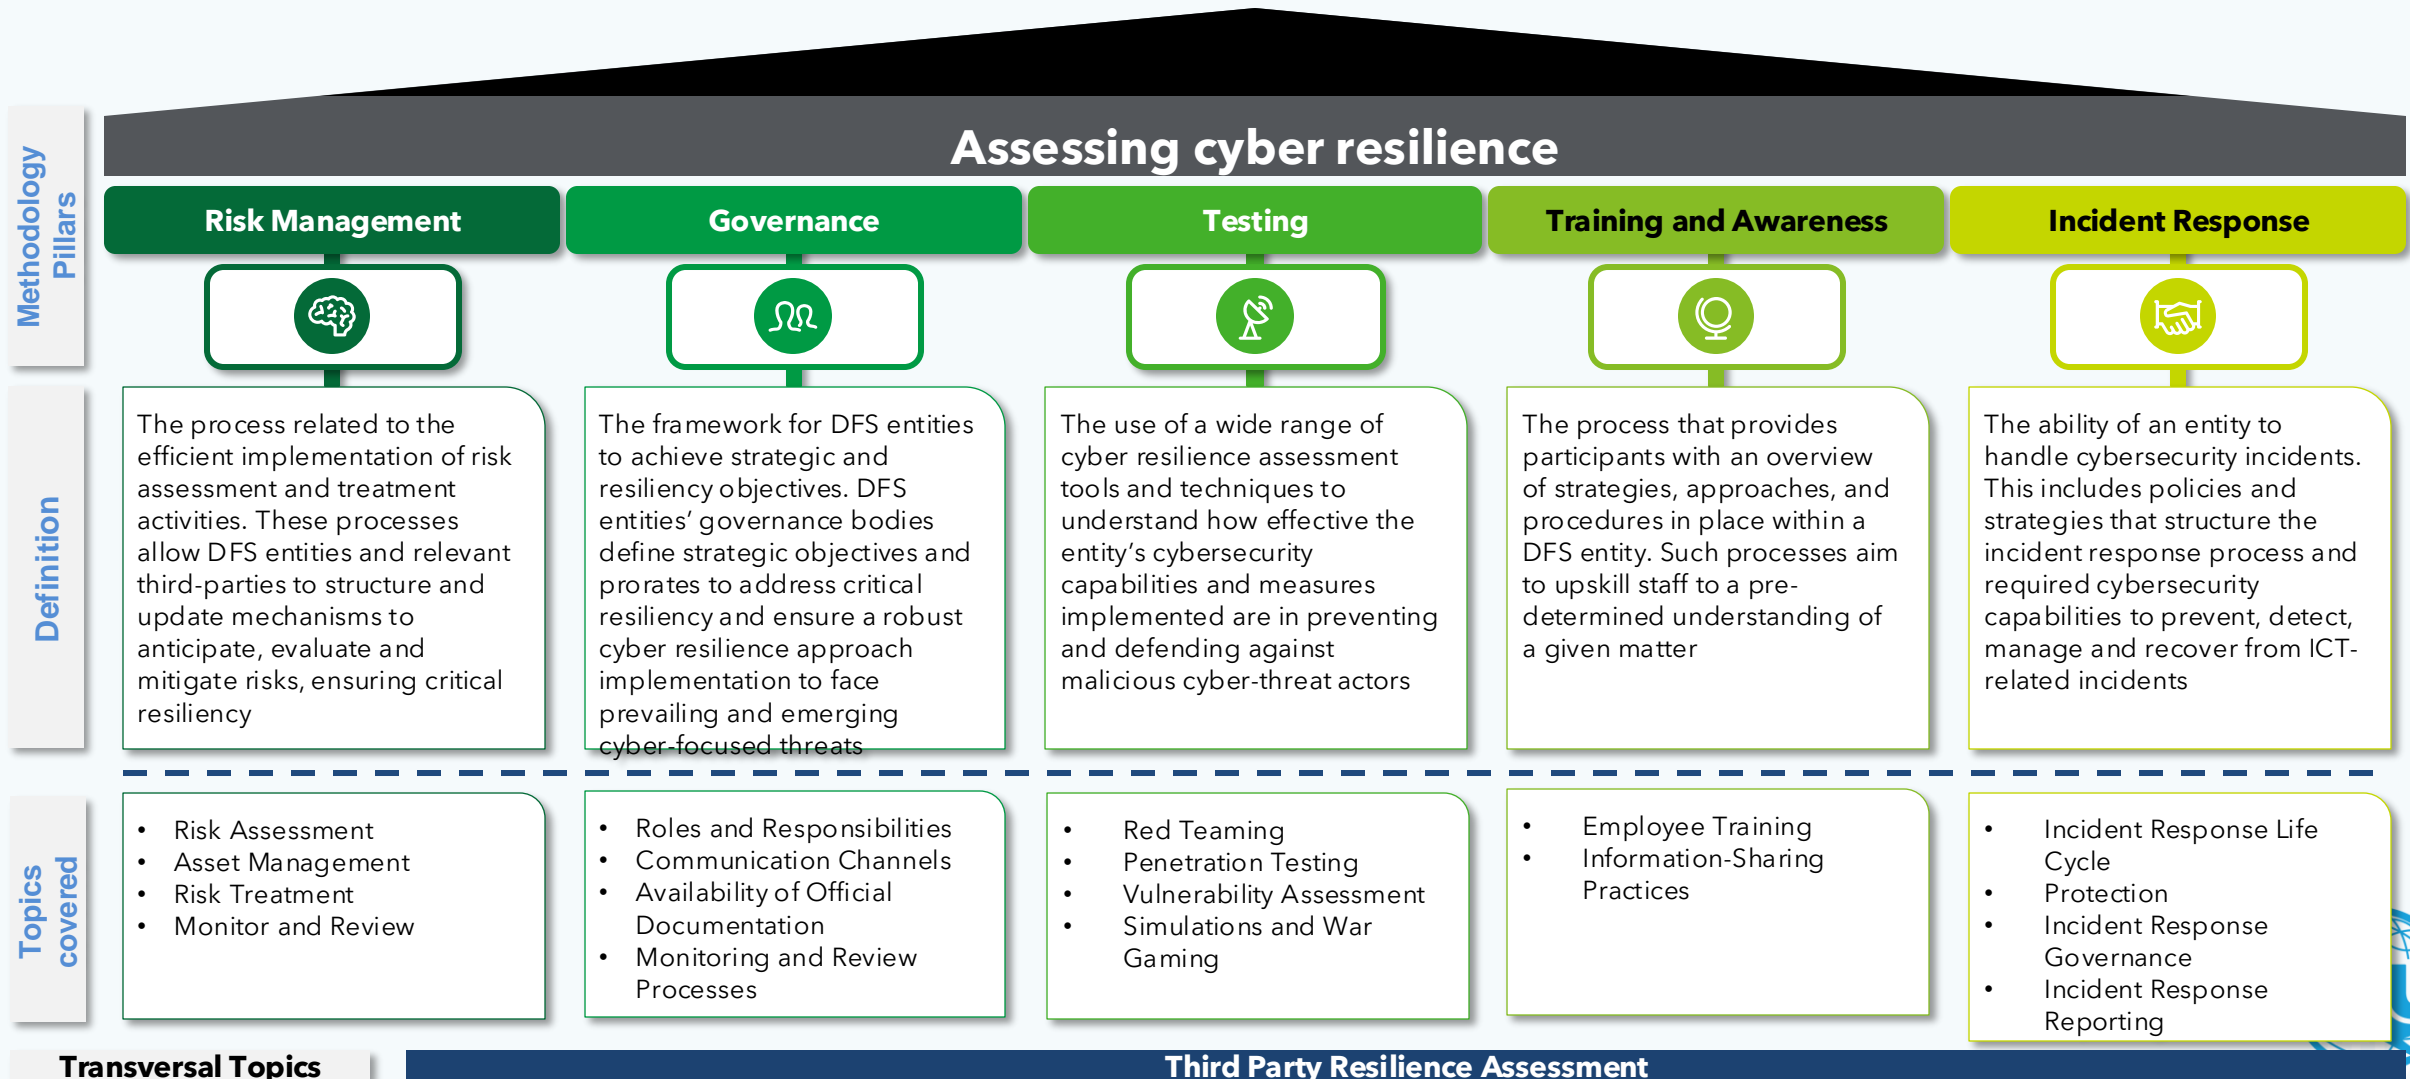 Assessing cyber resilience
Methodology
Pillars
Risk Management
Governance
Testing
Training and Awareness
Incident Response
Definition
The process related to the
efficient implementation of risk
assessment and treatment
activities. These processes
allow DFS entities and relevant
third-parties to structure and
update mechanisms to
anticipate, evaluate and
mitigate risks, ensuring critical
resiliency
The framework for DFS entities
to achieve strategic and
resiliency objectives. DFS
entities’ governance bodies
define strategic objectives and
prorates to address critical
resiliency and ensure a robust
cyber resilience approach
implementation to face
prevailing and emerging
cyber-focused threats
The use of a wide range of
cyber resilience assessment
tools and techniques to
understand how effective the
entity’s cybersecurity
capabilities and measures
implemented are in preventing
and defending against
malicious cyber-threat actors
The process that provides
participants with an overview
of strategies, approaches, and
procedures in place within a
DFS entity. Such processes aim
to upskill staff to a pre-
determined understanding of
a given matter
The ability of an entity to
handle cybersecurity incidents.
This includes policies and
strategies that structure the
incident response process and
required cybersecurity
capabilities to prevent, detect,
manage and recover from ICT-
related incidents
Topics
covered
• Risk Assessment
• Asset Management
• Risk Treatment
• Monitor and Review
• Roles and Responsibilities
• Communication Channels
• Availability of Official
Documentation
• Monitoring and Review
Processes
• Red Teaming
• Penetration Testing
• Vulnerability Assessment
• Simulations and War
Gaming
• Employee Training
• Information-Sharing
Practices
• Incident Response Life
Cycle
• Protection
• Incident Response
Governance
• Incident Response
Reporting
Transversal Topics
Third Party Resilience Assessment